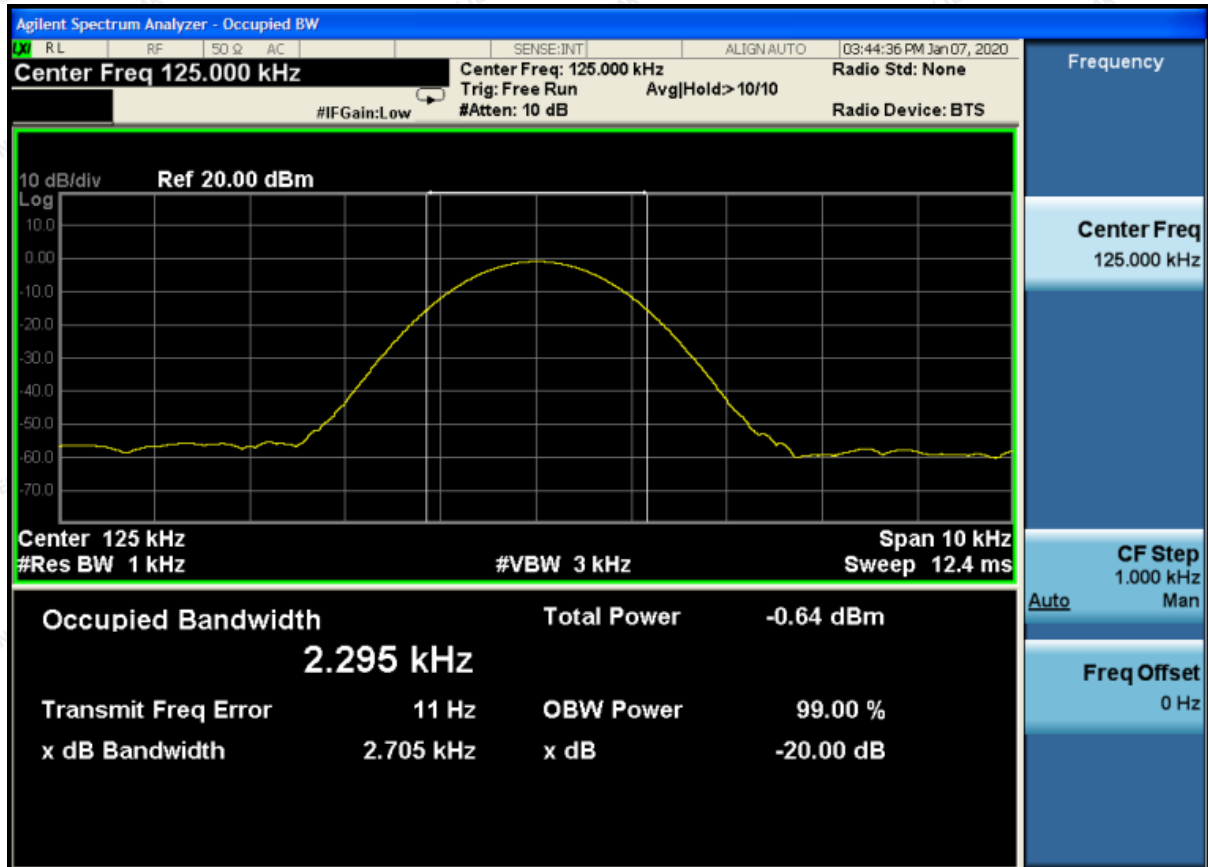 Agilent Spectrum Analyzer - Occupied BW
LXI RL RF 50 Ω AC SENSE:INT ALIGN AUTO 03:44:36 PM Jan 07, 2020
Center Freq 125.000 kHz
Center Freq: 125.000 kHz Radio Std: None
Trig: Free Run Avg|Hold:> 10/10
#IFGain:Low #Atten: 10 dB Radio Device: BTS
10 dB/div Ref 20.00 dBm
Log
10.0
0.00
-10.0
-20.0
-30.0
-40.0
-50.0
-60.0
-70.0
Center 125 kHz Span 10 kHz
#Res BW 1 kHz #VBW 3 kHz Sweep 12.4 ms
Occupied Bandwidth Total Power -0.64 dBm
2.295 kHz
Transmit Freq Error 11 Hz OBW Power 99.00 %
x dB Bandwidth 2.705 kHz x dB -20.00 dB
Frequency
Center Freq
125.000 kHz
CF Step
1.000 kHz
Auto Man
Freq Offset
0 Hz